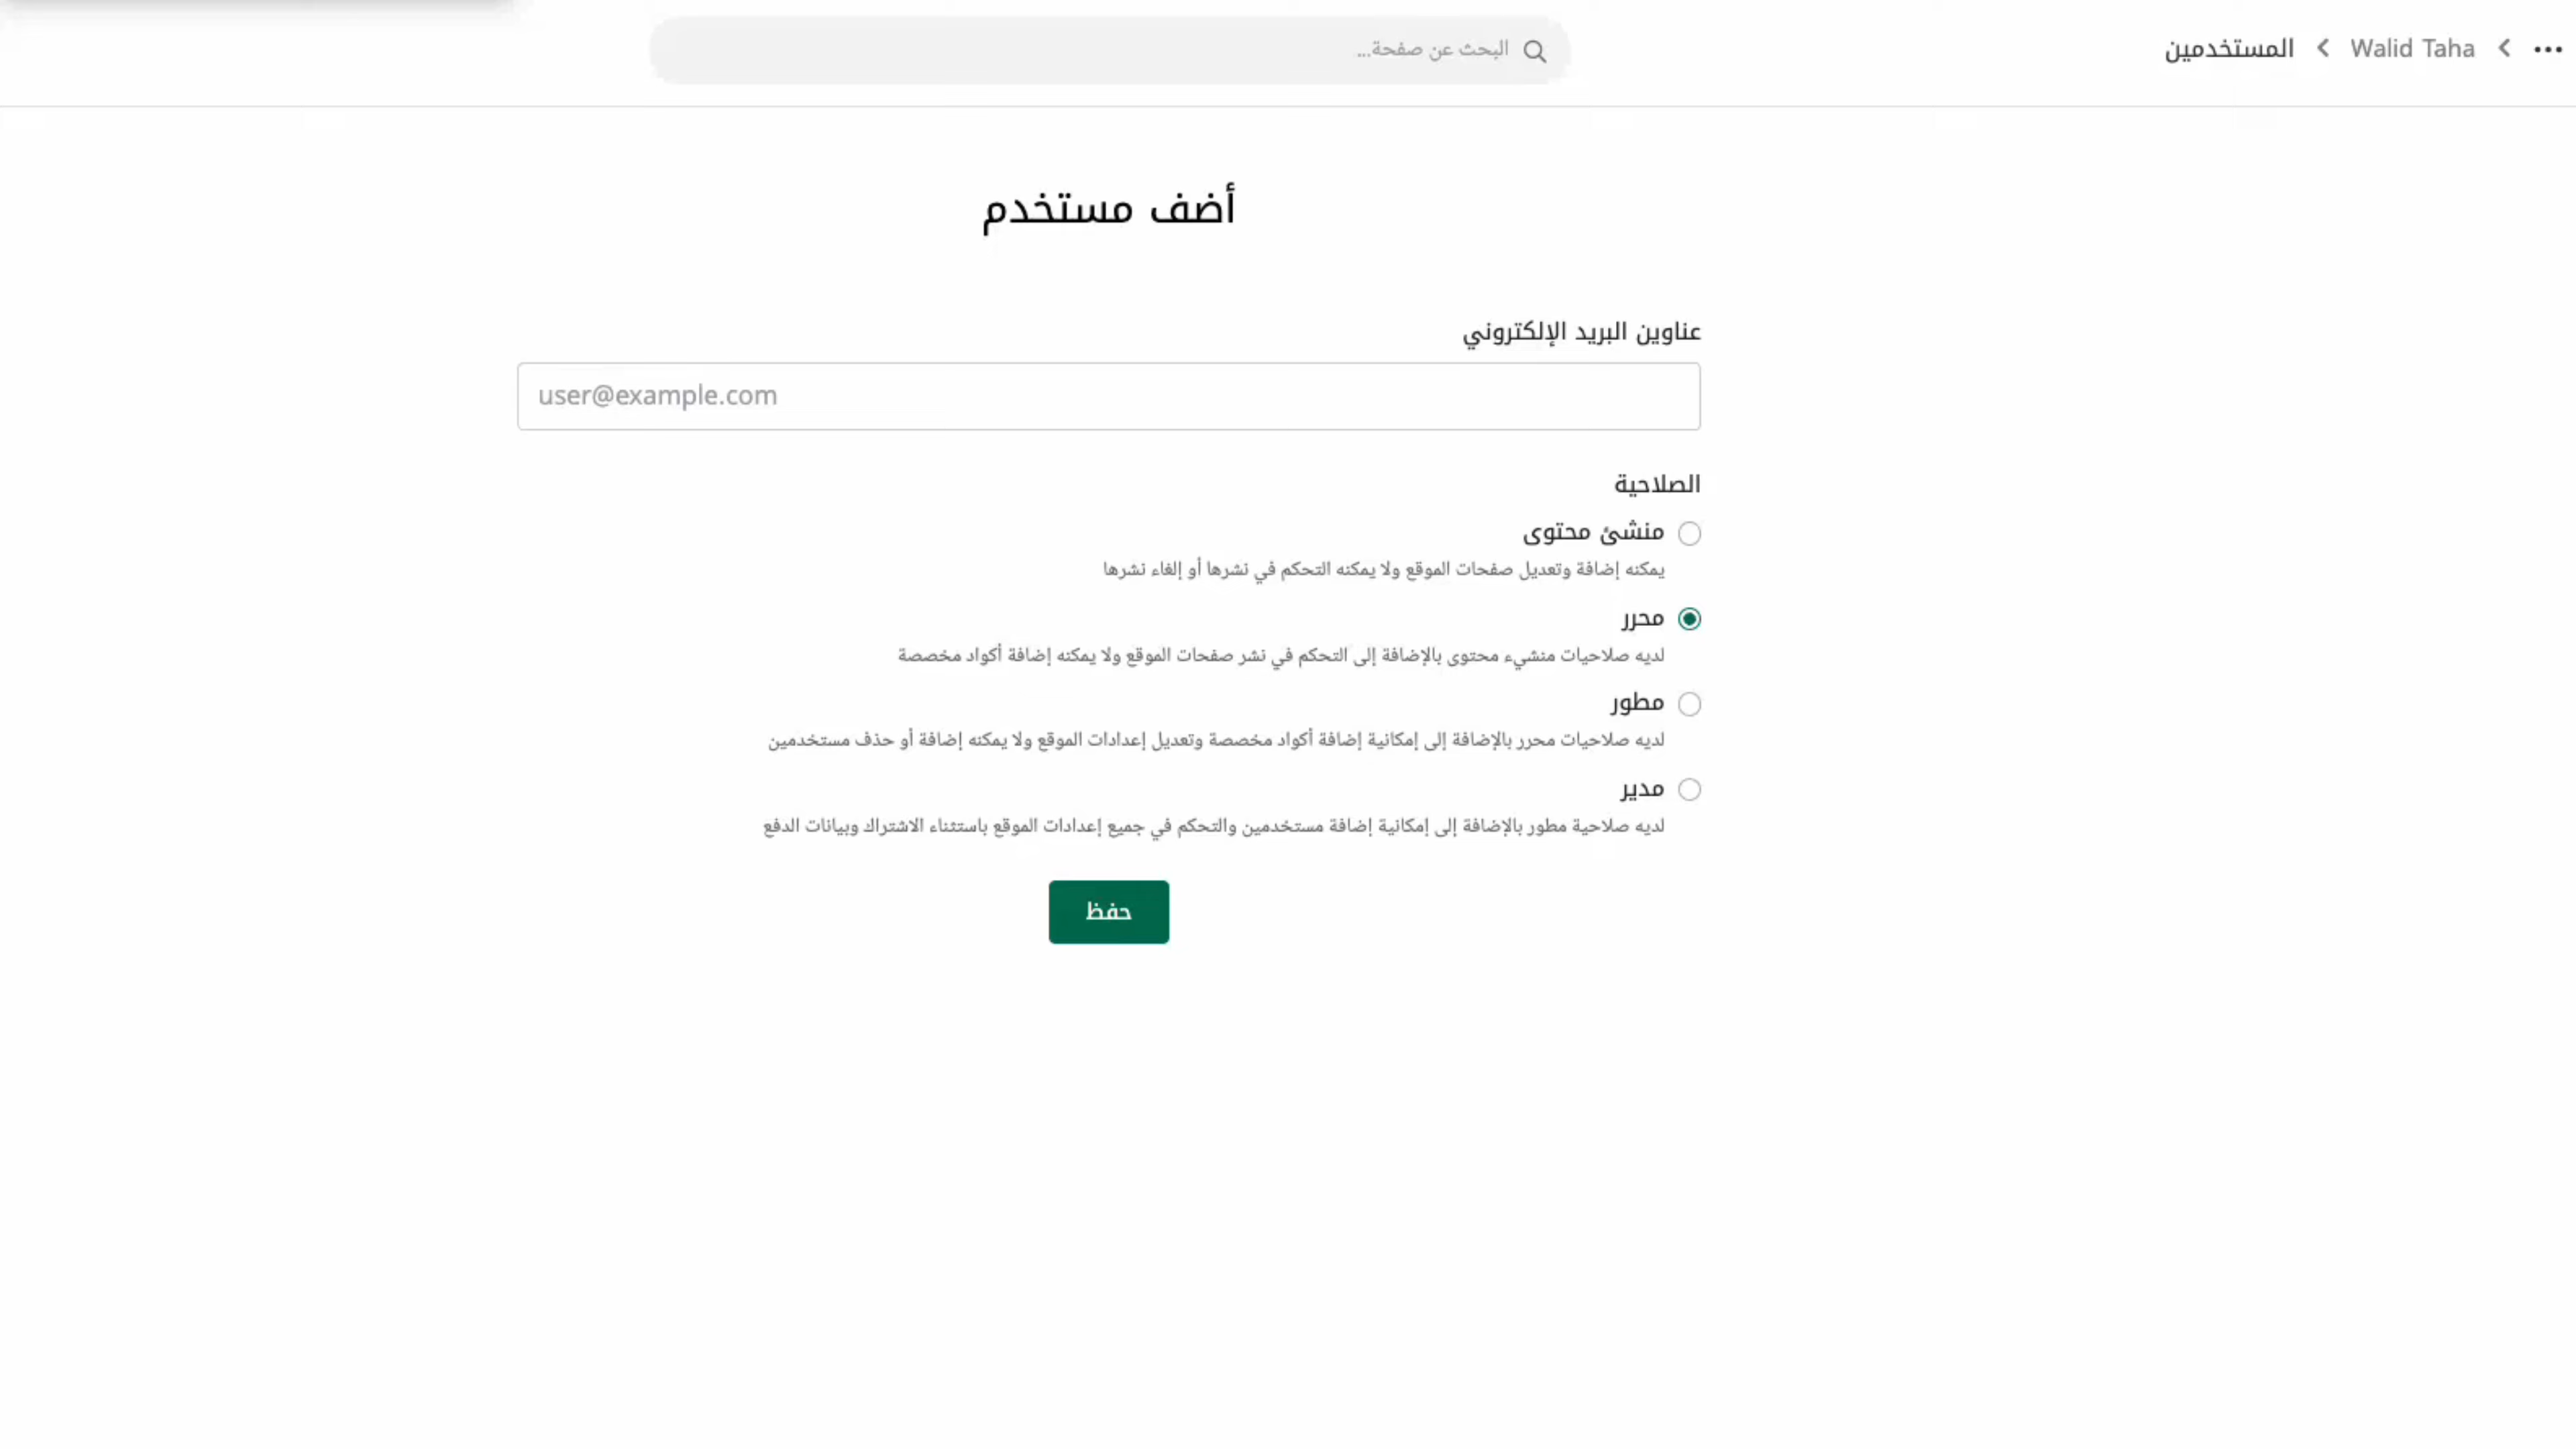 ... > Walid Taha > المستخدمين
البحث عن صفحة...
أضف مستخدم
عناوين البريد الإلكتروني
user@example.com
الصلاحية
منشئ محتوى
يمكنه إضافة وتعديل صفحات الموقع ولا يمكنه التحكم في نشرها أو إلغاء نشرها
محرر
لديه صلاحيات منشيء محتوى بالإضافة إلى التحكم في نشر صفحات الموقع ولا يمكنه إضافة أكواد مخصصة
مطور
لديه صلاحيات محرر بالإضافة إلى إمكانية إضافة أكواد مخصصة وتعديل إعدادات الموقع ولا يمكنه إضافة أو حذف مستخدمين
مدير
لديه صلاحية مطور بالإضافة إلى إمكانية إضافة مستخدمين والتحكم في جميع إعدادات الموقع باستثناء الاشتراك وبيانات الدفع
حفظ